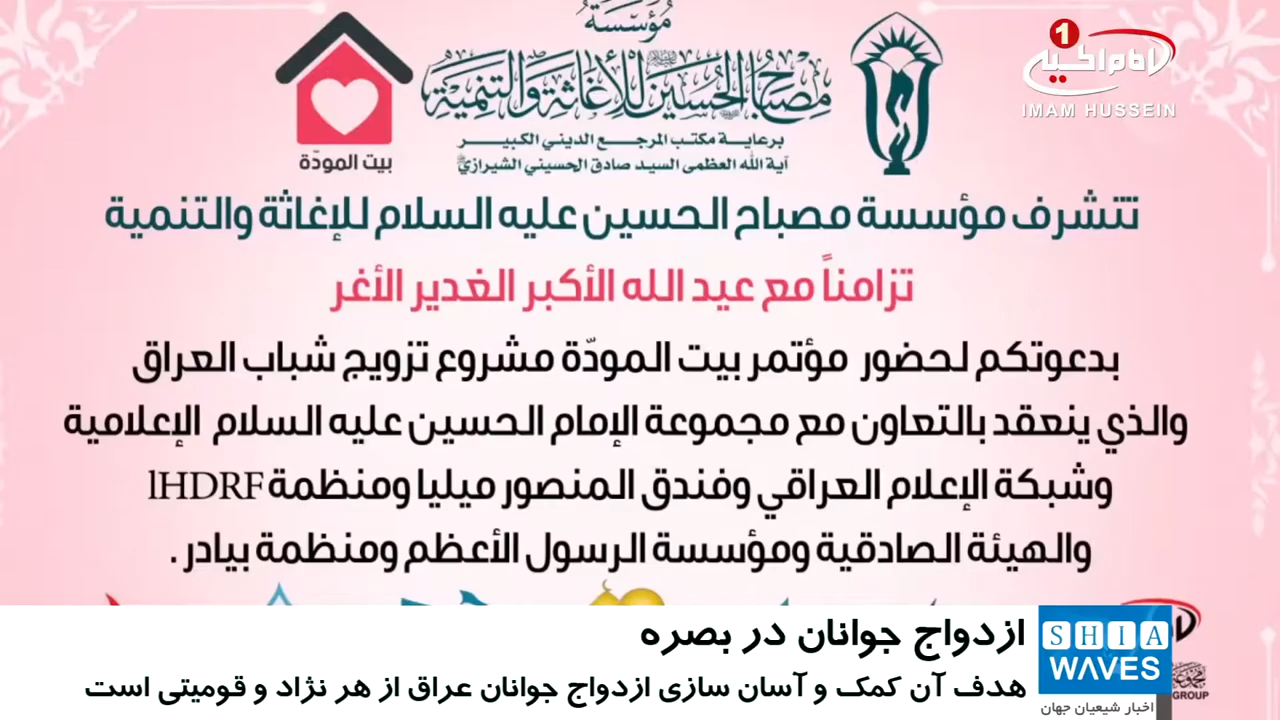 مؤسسة
مصباح الحسين للإغاثة والتنمية
برعاية مكتب المرجع الديني الكبير
آية الله العظمى السيد صادق الحسيني الشيرازي
بيت المودّة
1
IMAM HUSSEIN
تتشرف مؤسسة مصباح الحسين عليه السلام للإغاثة والتنمية
تزامناً مع عيد الله الأكبر الغدير الأغر
بدعوتكم لحضور مؤتمر بيت المودّة مشروع تزويج شباب العراق
والذي ينعقد بالتعاون مع مجموعة الإمام الحسين عليه السلام الإعلامية
وشبكة الإعلام العراقي وفندق المنصور ميليا ومنظمة IHDRF
والهيئة الصادقية ومؤسسة الرسول الأعظم ومنظمة بيادر .
ازدواج جوانان در بصره
هدف آن کمک و آسان سازی ازدواج جوانان عراق از هر نژاد و قومیتی است
SHIA
WAVES
اخبار شیعیان جهان
GROUP